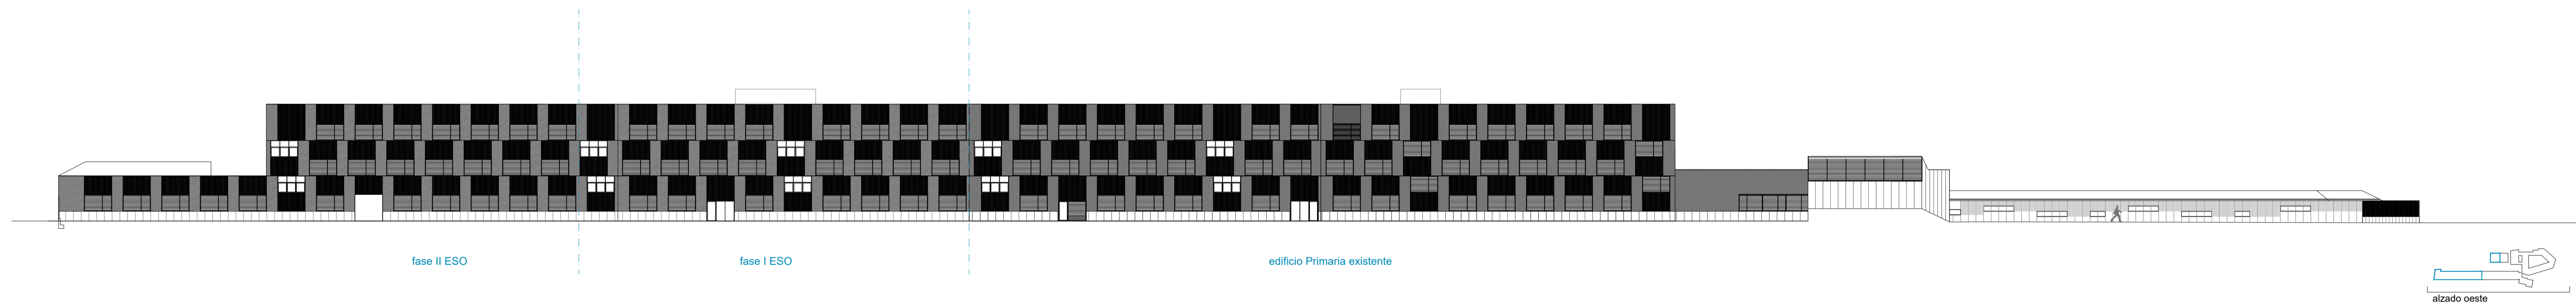 fase II ESO
fase I ESO
edificio Primaria existente
alzado oeste